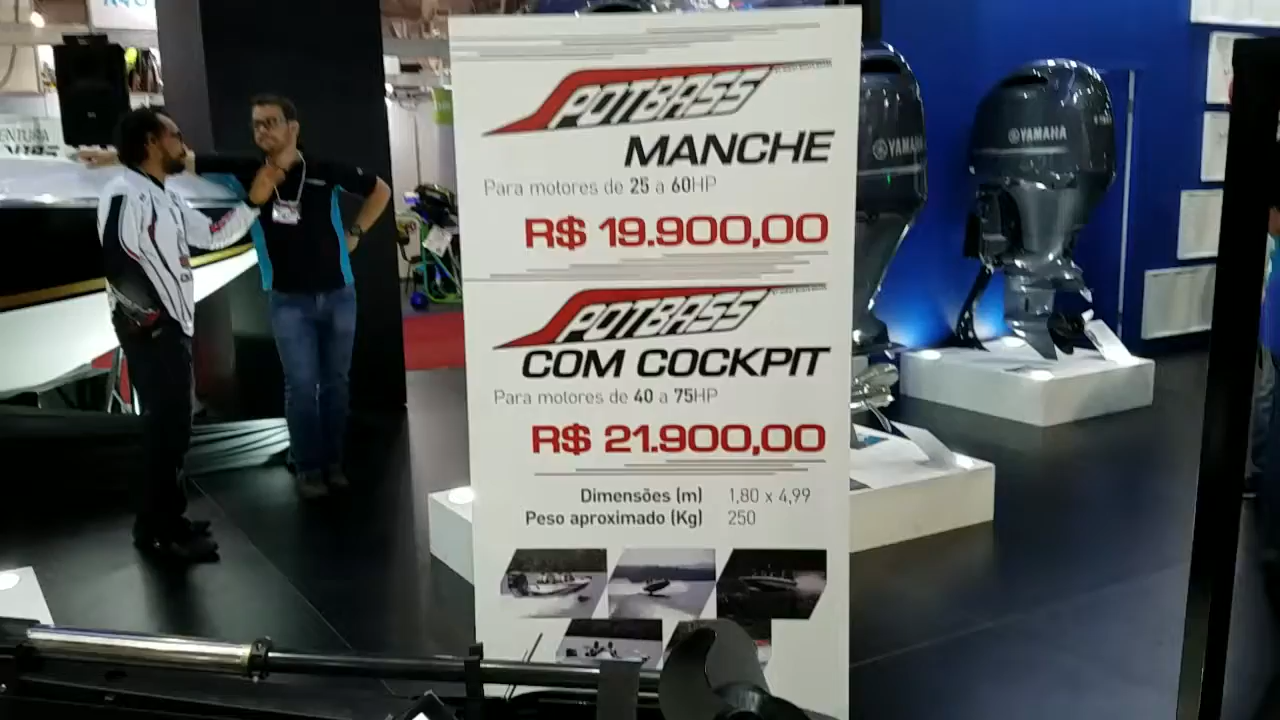 POTBASS
MANCHE
Para motores de 25 a 60HP
R$ 19.900,00
POTBASS
COM COCKPIT
Para motores de 40 a 75HP
R$ 21.900,00
Dimensões (m) 1,80 x 4,99
Peso aproximado (Kg) 250
YAMAHA
YAMAHA